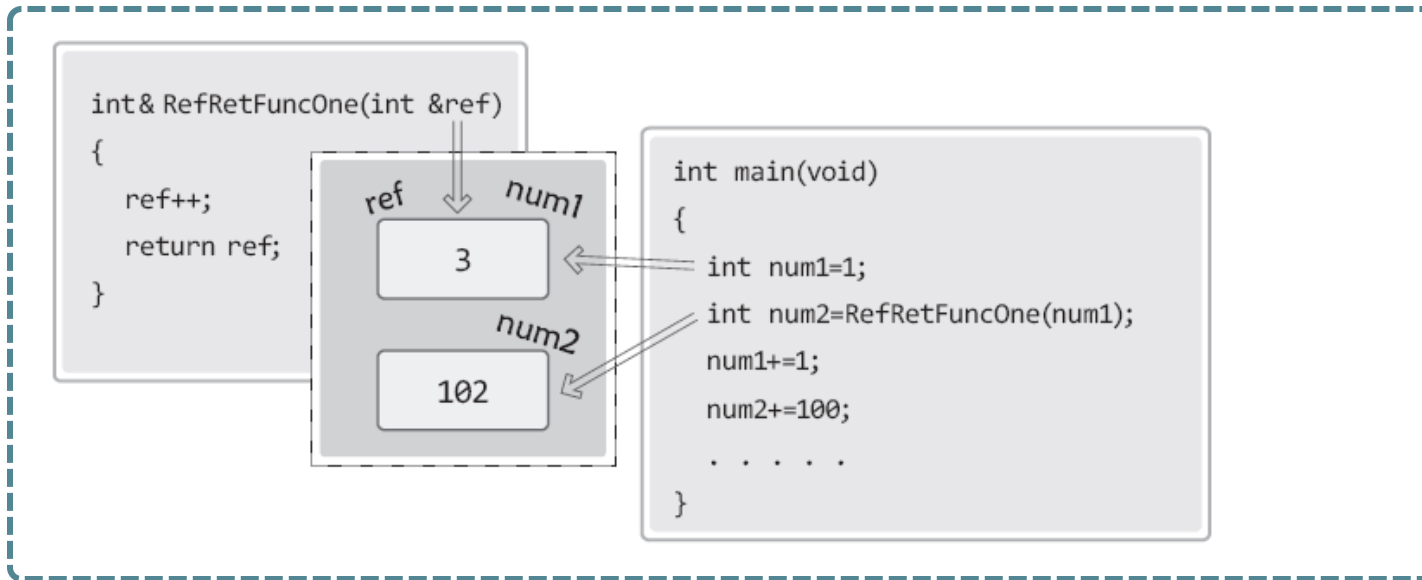 int& RefRetFuncOne(int &ref)
{
ref++;
return ref;
}
ref
num1
3
num2
102
int main(void)
{
int num1=1;
int num2=RefRetFuncOne(num1);
num1+=1;
num2+=100;
. . . . .
}